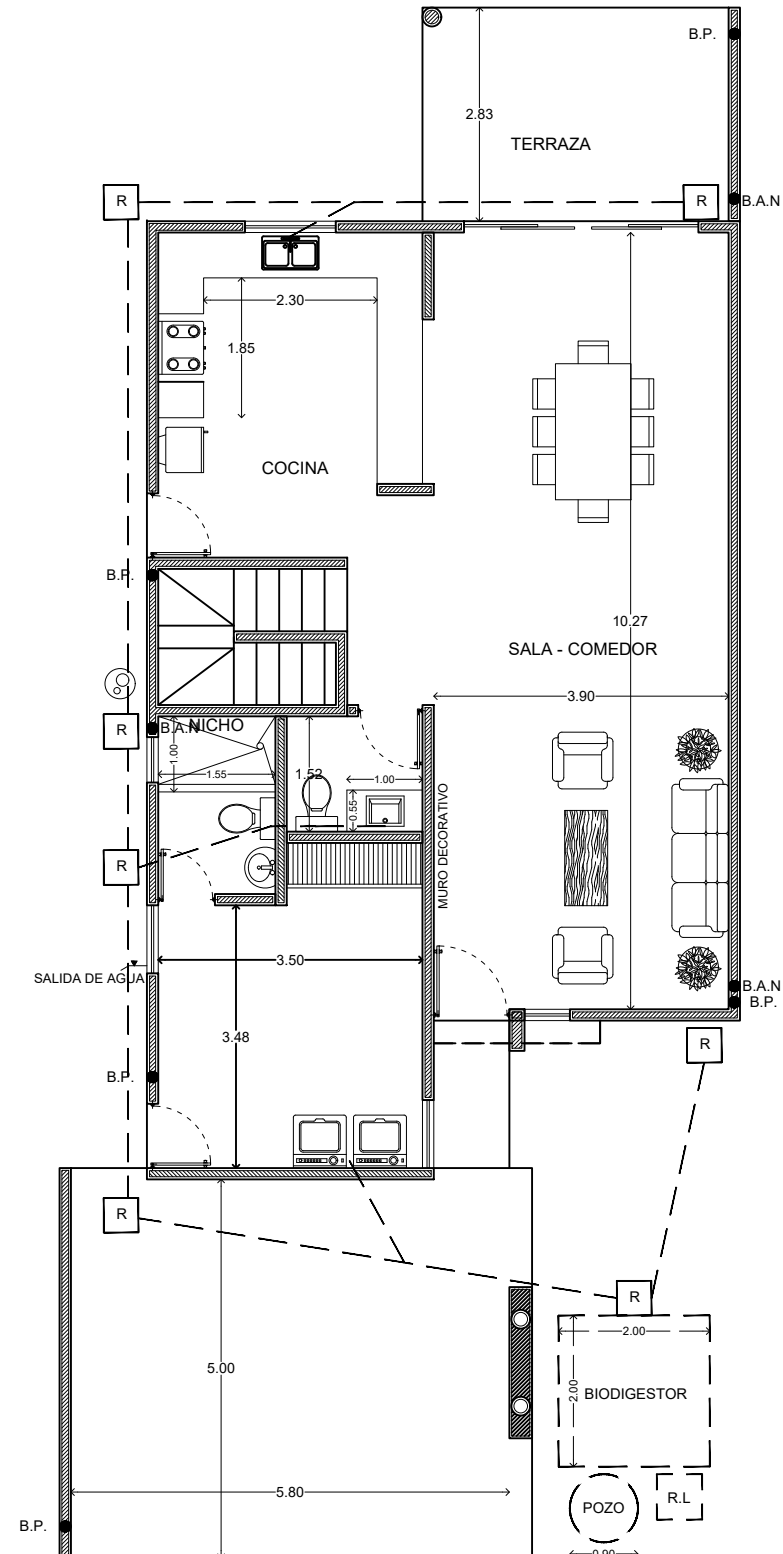 B.P.
2.83
TERRAZA
R
R
B.A.N
2.30
1.85
COCINA
B.P.
10.27
SALA - COMEDOR
3.90
NICHO
R
B.A.N
1.00
1.55
1.52
1.00
0.55
MURO DECORATIVO
R
3.50
SALIDA DE AGUA
B.A.N
B.P.
3.48
R
B.P.
R
R
2.00
5.00
2.00
BIODIGESTOR
5.80
R.L
POZO
B.P.
0.90